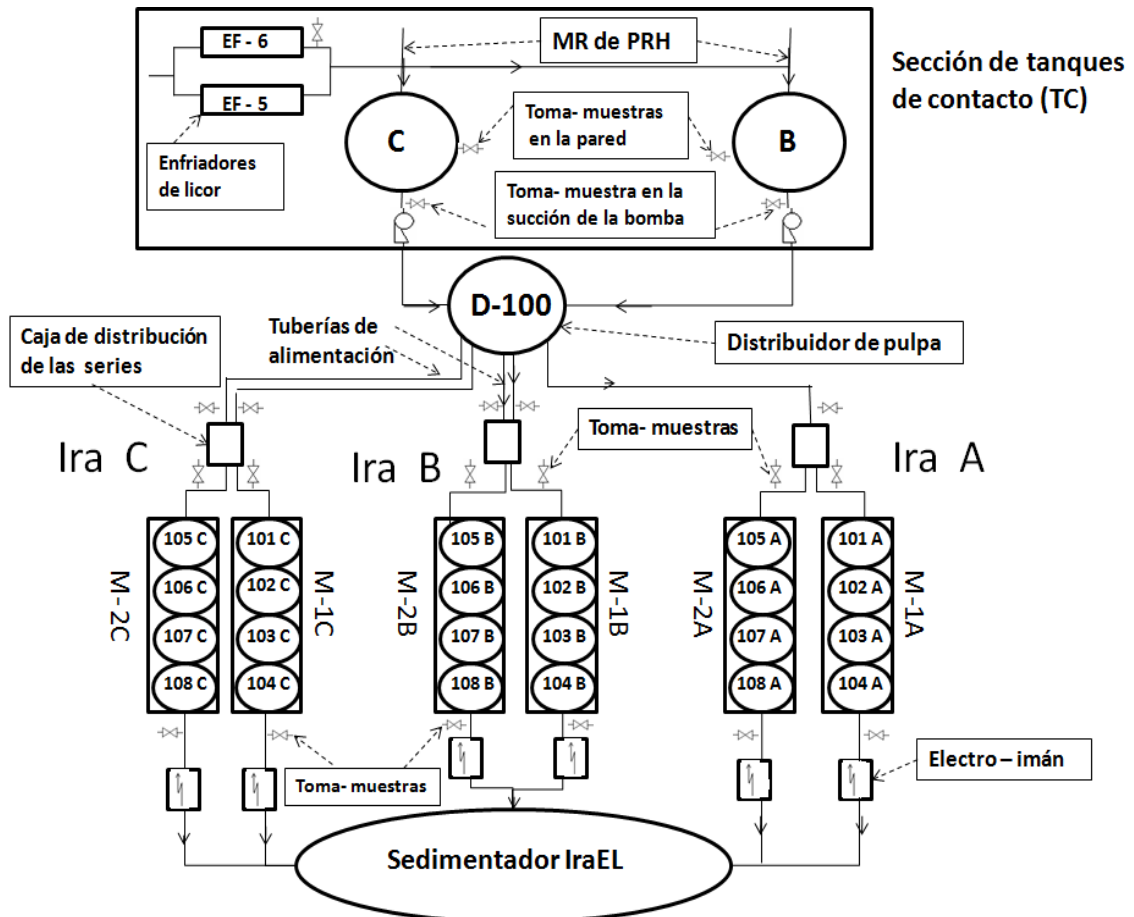 EF - 6
EF - 5
Enfriadores
de licor
MR de PRH
Sección de tanques
de contacto (TC)
C
B
Toma- muestras
en la pared
Toma- muestra en la
succión de la bomba
D-100
Tuberías de
alimentación
Caja de distribución
de las series
Distribuidor de pulpa
Toma- muestras
Ira C
Ira B
Ira A
M-2C
105 C
106 C
107 C
108 C
101 C
102 C
103 C
104 C
M-1C
M-2B
105 B
106 B
107 B
108 B
101 B
102 B
103 B
104 B
M-1B
M-2A
105 A
106 A
107 A
108 A
101 A
102 A
103 A
104 A
M-1A
Toma- muestras
Electro – imán
Sedimentador IraEL